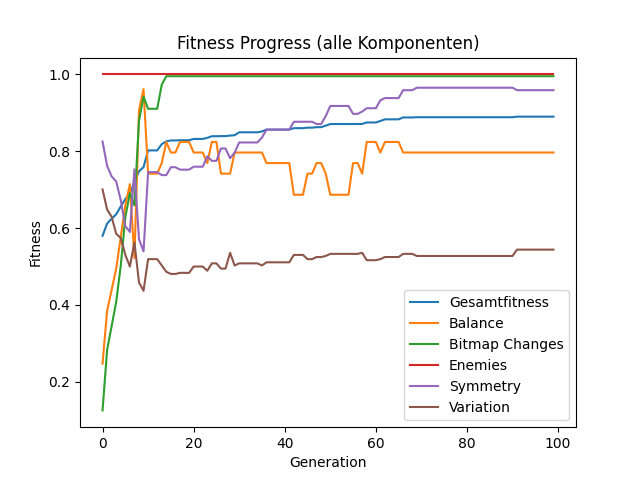 Fitness Progress (alle Komponenten)
1.0
0.8
0.6
0.4
0.2
Fitness
0 20 40 60 80 100
Generation
Gesamtfitness
Balance
Bitmap Changes
Enemies
Symmetry
Variation